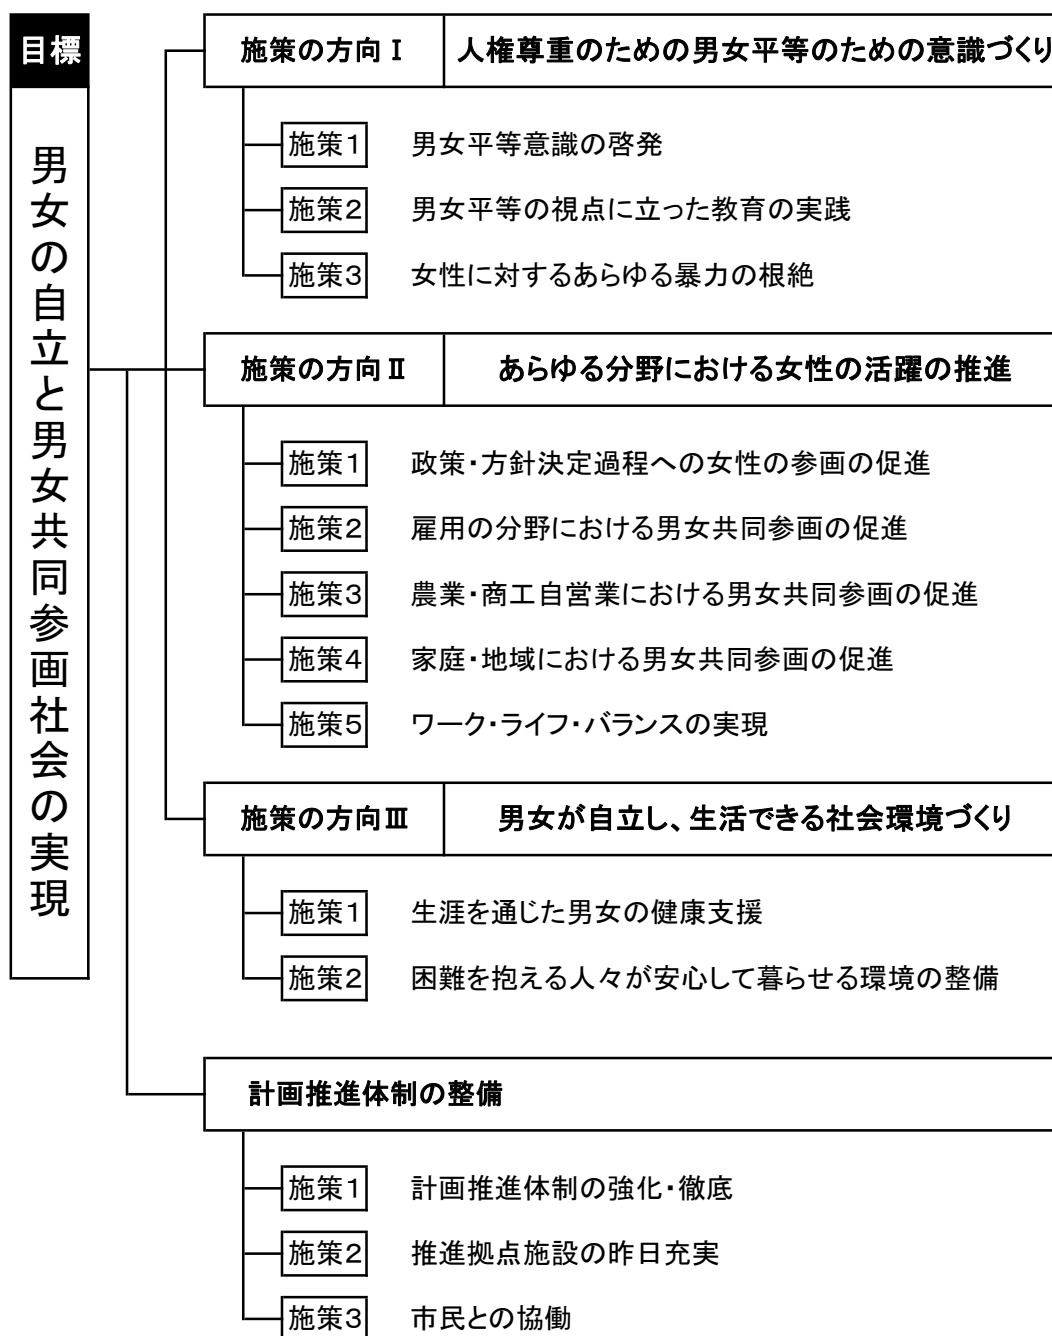 目標
男女の自立と男女共同参画社会の実現
施策の方向Ⅰ 人権尊重のための男女平等のための意識づくり
施策1 男女平等意識の啓発
施策2 男女平等の視点に立った教育の実践
施策3 女性に対するあらゆる暴力の根絶
施策の方向Ⅱ あらゆる分野における女性の活躍の推進
施策1 政策・方針決定過程への女性の参画の促進
施策2 雇用の分野における男女共同参画の促進
施策3 農業・商工自営業における男女共同参画の促進
施策4 家庭・地域における男女共同参画の促進
施策5 ワーク・ライフ・バランスの実現
施策の方向Ⅲ 男女が自立し、生活できる社会環境づくり
施策1 生涯を通じた男女の健康支援
施策2 困難を抱える人々が安心して暮らせる環境の整備
計画推進体制の整備
施策1 計画推進体制の強化・徹底
施策2 推進拠点施設の昨日充実
施策3 市民との協働